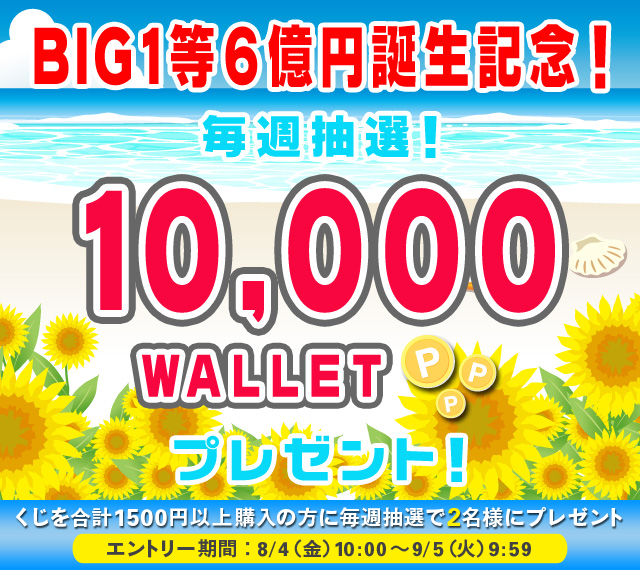 BIG1等6億円誕生記念！
毎週抽選！
10,000
WALLET
P
P
P
プレゼント！
くじを合計1500円以上購入の方に毎週抽選で2名様にプレゼント
エントリー期間：8/4（金）10:00～9/5（火）9:59